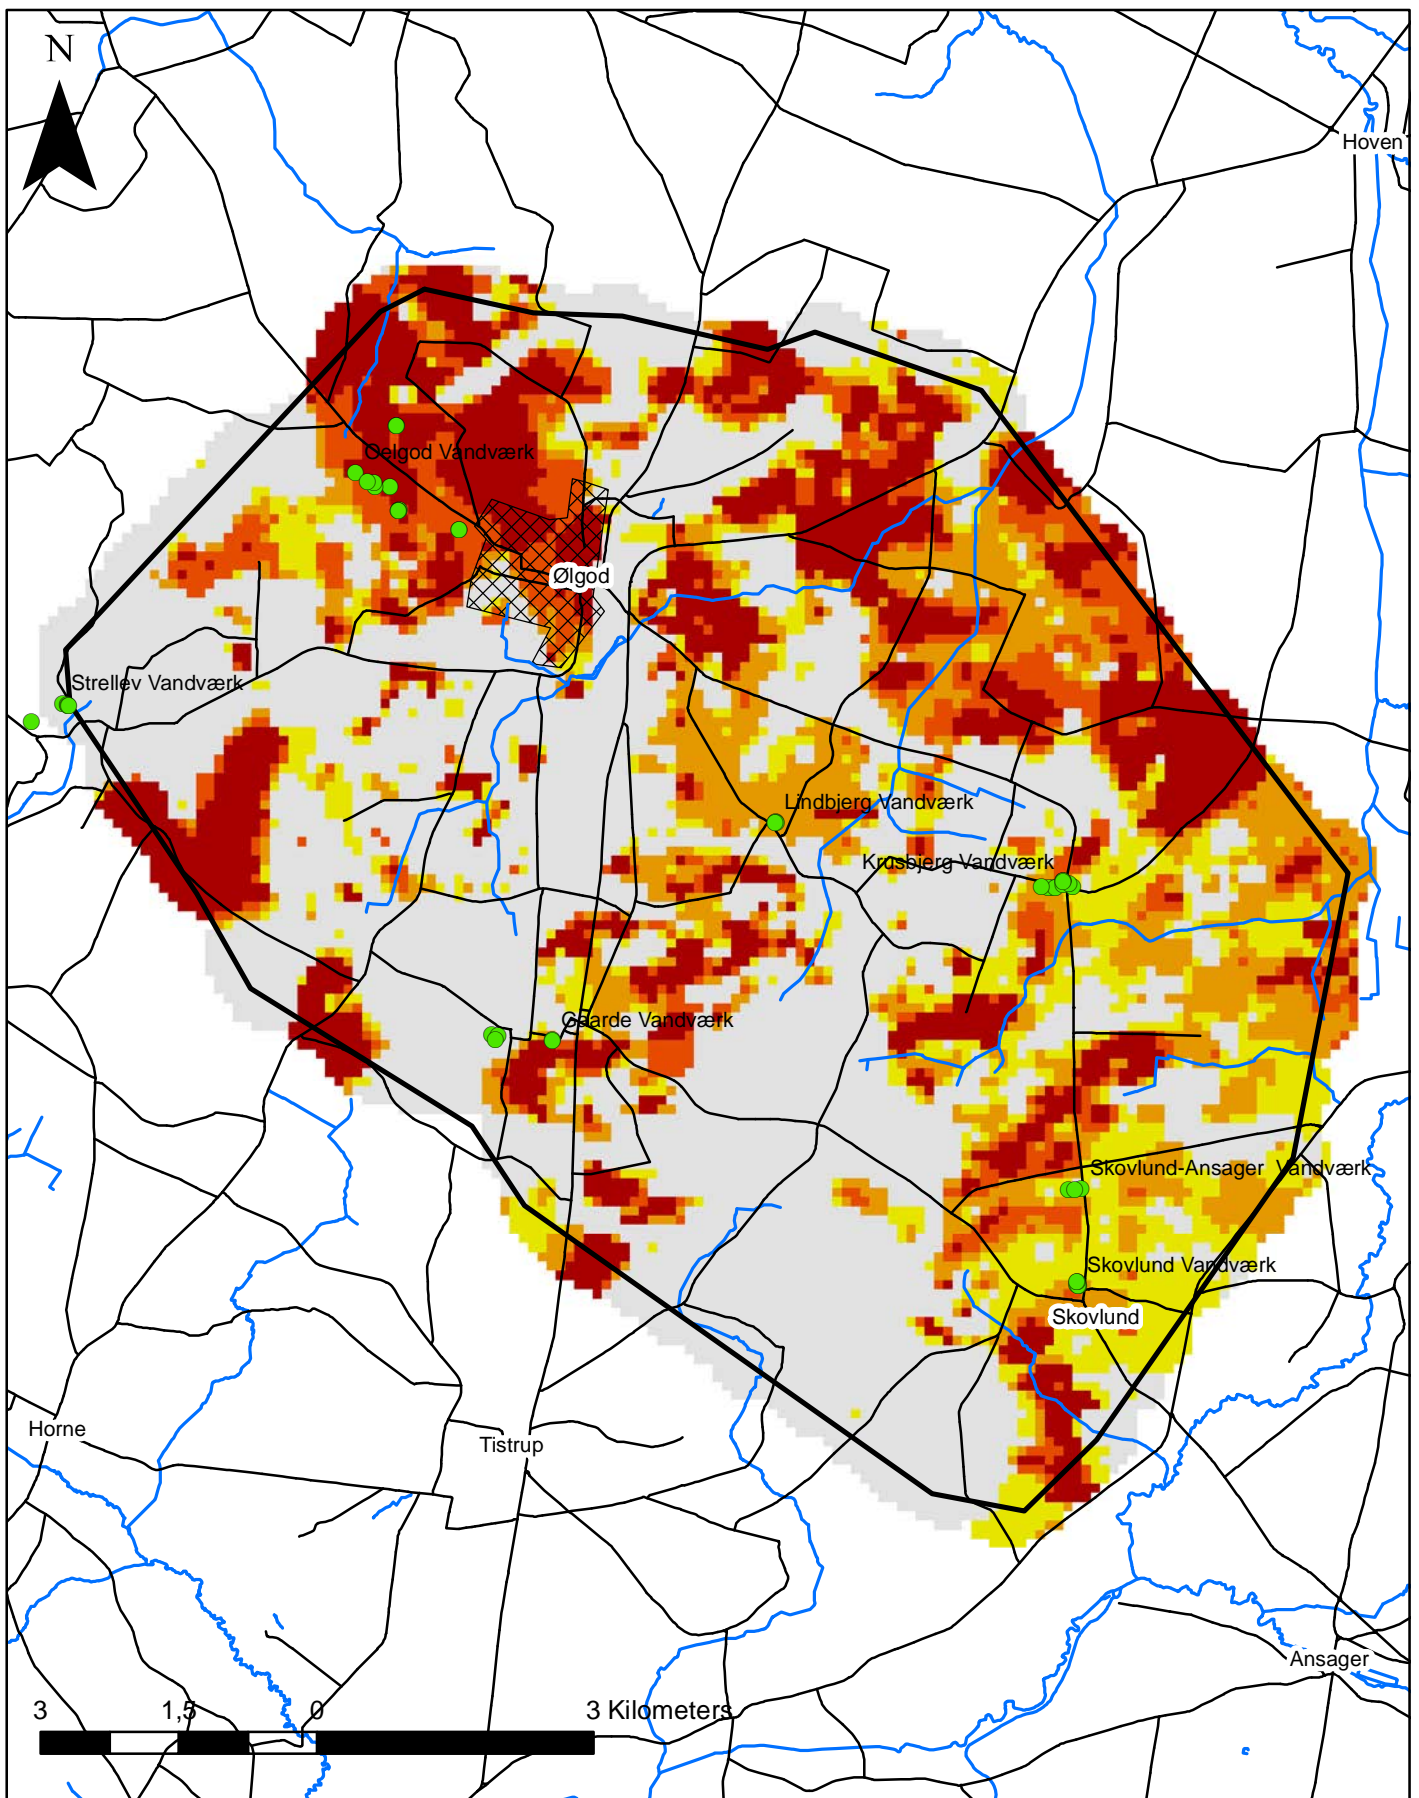 N
Hoven
Oelgod Vandværk
Ølgod
Strellev Vandværk
Lindbjerg Vandværk
Krusbjerg Vandværk
Gaarde Vandværk
Skovlund-Ansager Vandværk
Skovlund Vandværk
Skovlund
Horne
Tistrup
Ansager
3 1,5 0 3 Kilometers